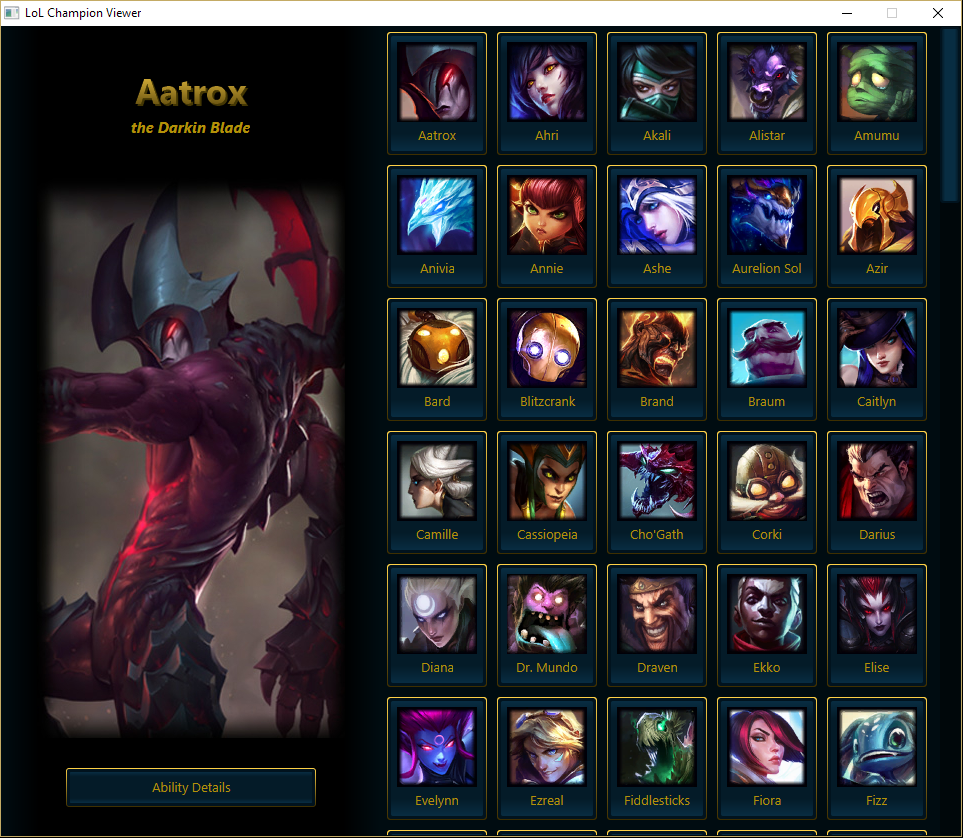 LoL Champion Viewer
Aatrox
the Darkin Blade
Ability Details
Aatrox
Ahri
Akali
Alistar
Amumu
Anivia
Annie
Ashe
Aurelion Sol
Azir
Bard
Blitzcrank
Brand
Braum
Caitlyn
Camille
Cassiopeia
Cho'Gath
Corki
Darius
Diana
Dr. Mundo
Draven
Ekko
Elise
Evelynn
Ezreal
Fiddlesticks
Fiora
Fizz